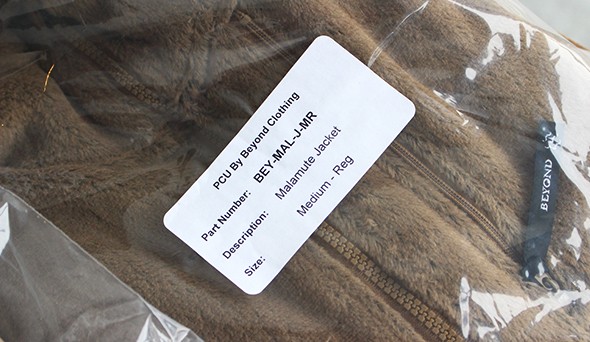 PCU By Beyond Clothing
Part Number: BEY-MAL-J-MR
Description: Malamute Jacket
Size: Medium - Reg
BEYOND